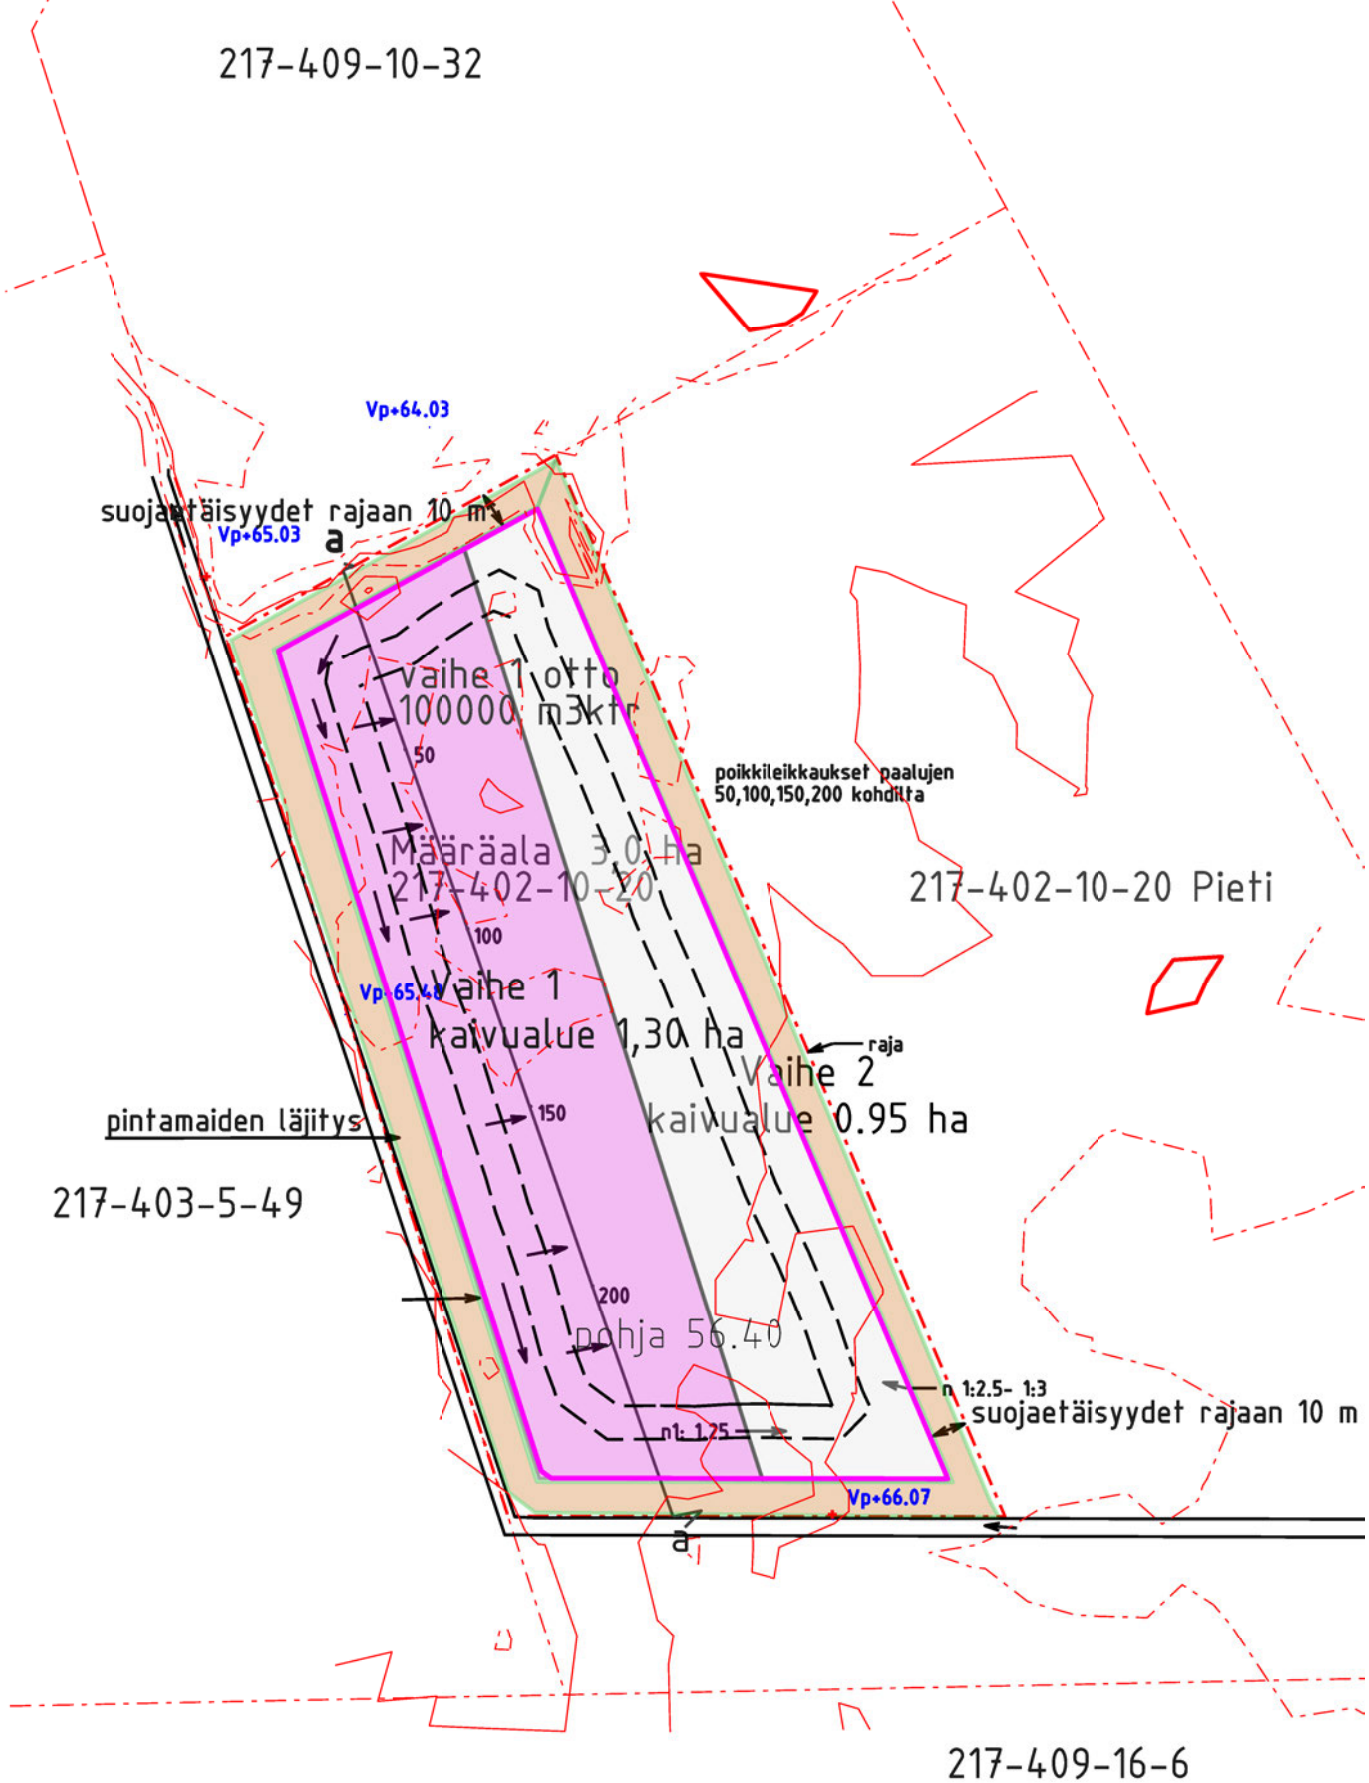 217-409-10-32
Vp+64.03
suojaetäisyydet rajaan 10 m
Vp+65.03
a
vaihe 1 otto
100000 m3ktr
50
poikkileikkaukset paalujen
50,100,150,200 kohdilta
Määräala 3.0 ha
217-402-10-20
217-402-10-20 Pieti
100
Vaihe 1
Vp+65.48
kaivualue 1,30 ha
raja
Vaihe 2
kaivualue 0.95 ha
150
pintamaiden läjitys
217-403-5-49
200
pohja 56.40
n 1:2.5- 1:3
suojaetäisyydet rajaan 10 m
n1: 1.25
Vp+66.07
a
217-409-16-6